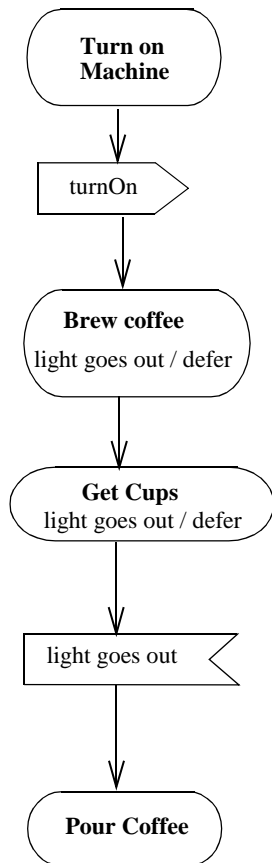 Turn on
Machine
turnOn
Brew coffee
light goes out / defer
Get Cups
light goes out / defer
light goes out
Pour Coffee